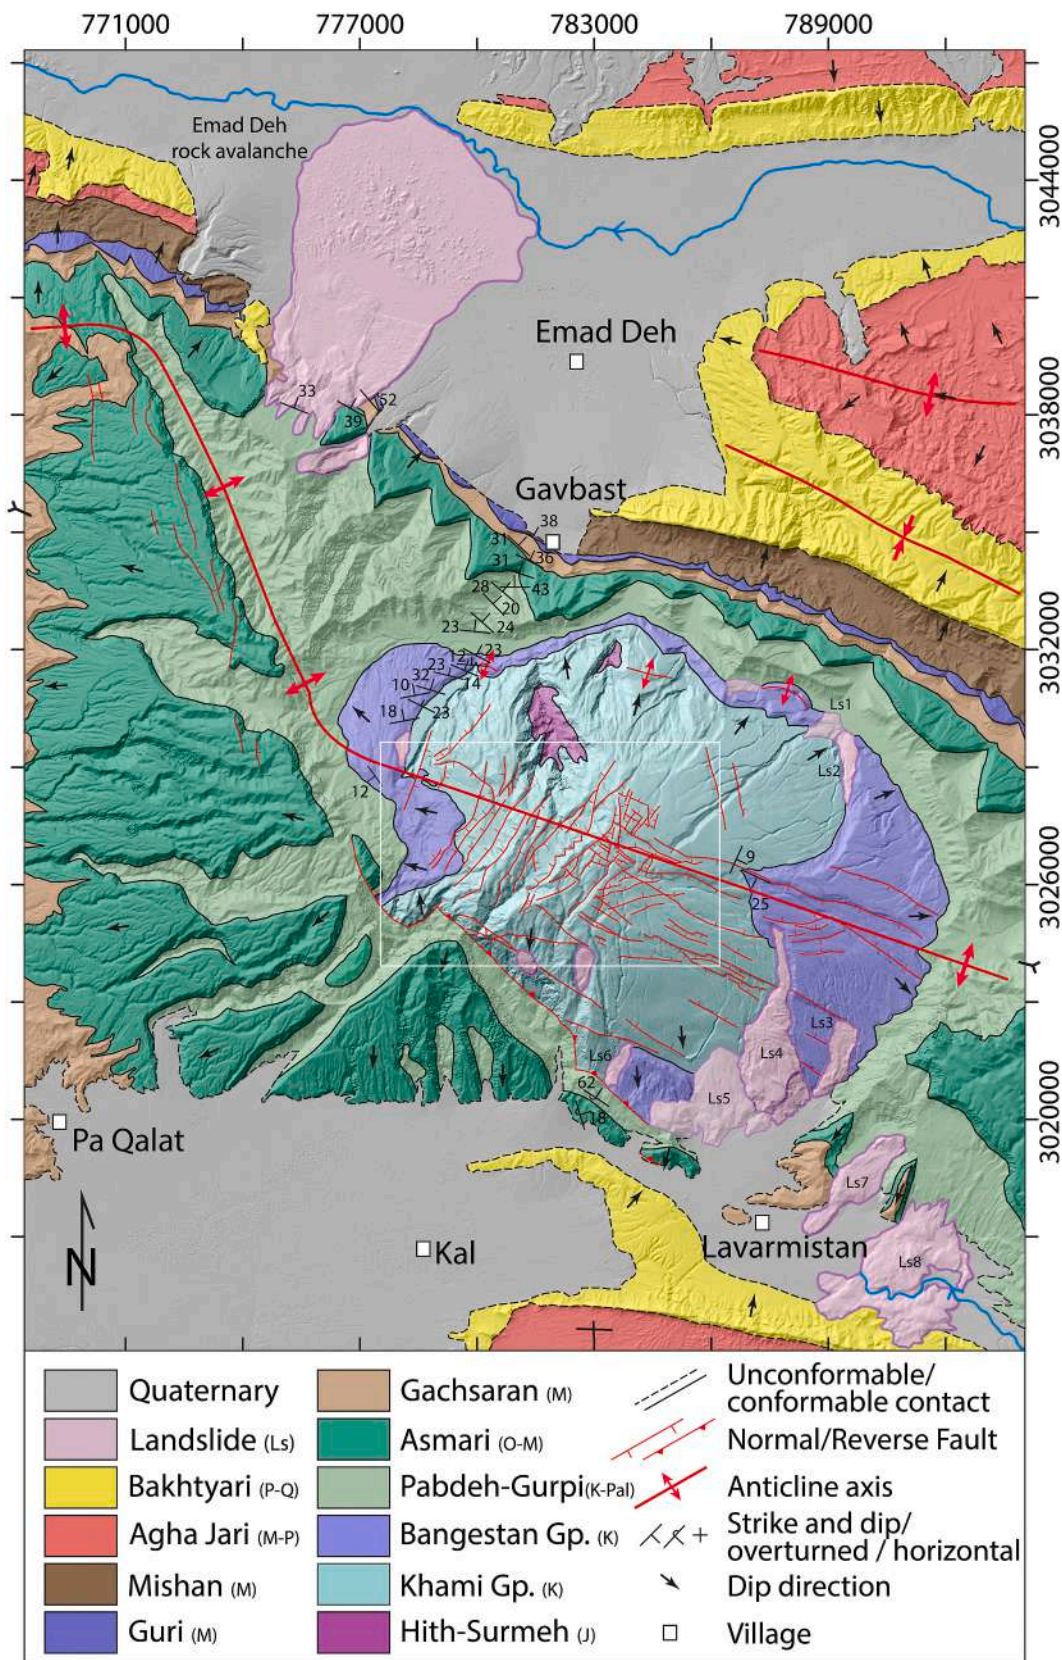 771000 777000 783000 789000
Emad Deh
rock avalanche
3044000
Emad Deh
33
52
39
3038000
Gavbast
38
31
36
31
43
28
20
24
23
3032000
23
12
23
32
14
10
18
23
Ls1
Ls2
12
9
25
3026000
Ls3
Ls6
Ls4
62
Ls5
18
3020000
Pa Qalat
Ls7
N
Kal
Lavarmistan
Ls8
Quaternary
Landslide (Ls)
Bakhtyari (P-Q)
Agha Jari (M-P)
Mishan (M)
Guri (M)
Gachsaran (M)
Asmari (O-M)
Pabdeh-Gurpi(K-Pal)
Bangestan Gp. (K)
Khami Gp. (K)
Hith-Surmeh (J)
Unconformable/
conformable contact
Normal/Reverse Fault
Anticline axis
Strike and dip/
overturned / horizontal
Dip direction
Village